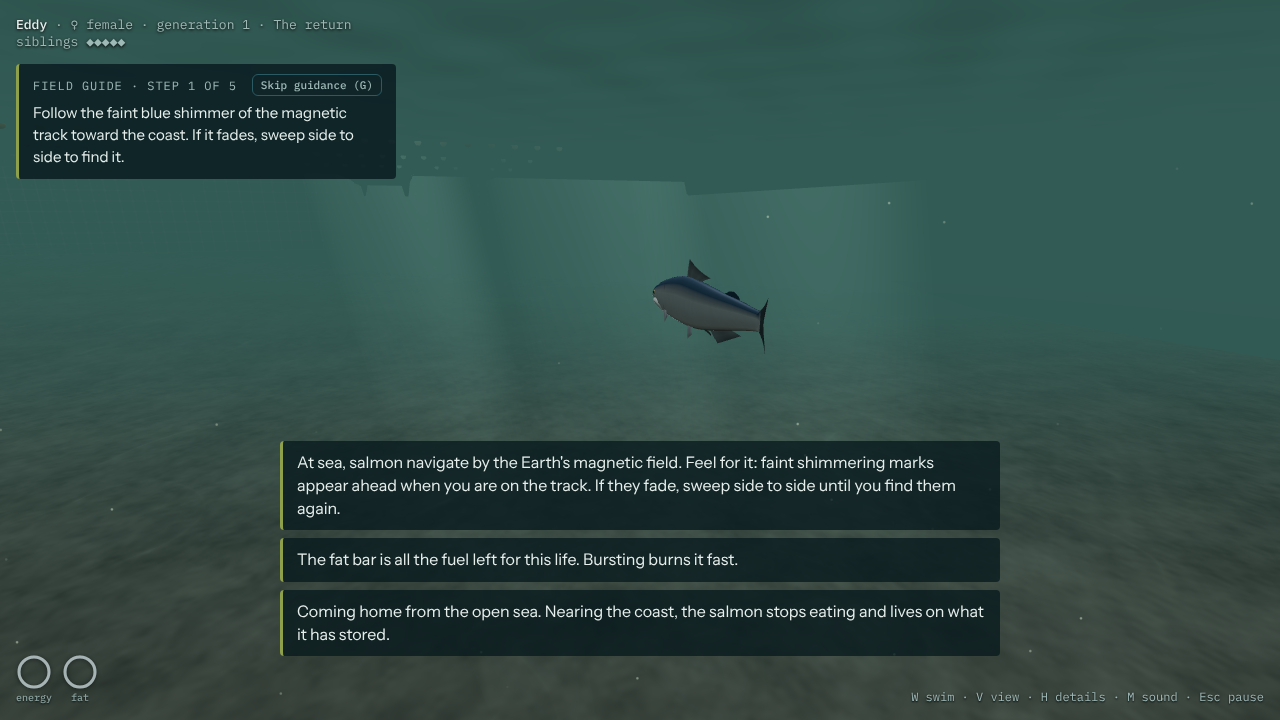 Eddy · ♀ female · generation 1 · The return
siblings ◆◆◆◆◆
FIELD GUIDE · STEP 1 OF 5
Skip guidance (G)
Follow the faint blue shimmer of the magnetic
track toward the coast. If it fades, sweep side to
side to find it.
At sea, salmon navigate by the Earth's magnetic field. Feel for it: faint shimmering marks
appear ahead when you are on the track. If they fade, sweep side to side until you find them
again.
The fat bar is all the fuel left for this life. Bursting burns it fast.
Coming home from the open sea. Nearing the coast, the salmon stops eating and lives on what
it has stored.
energy fat
W swim · V view · H details · M sound · Esc pause